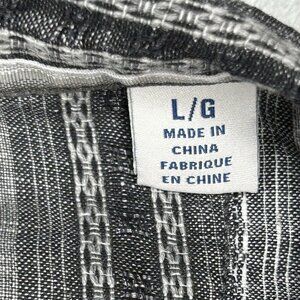 L/G
MADE IN
CHINA
FABRIQUE
EN CHINE